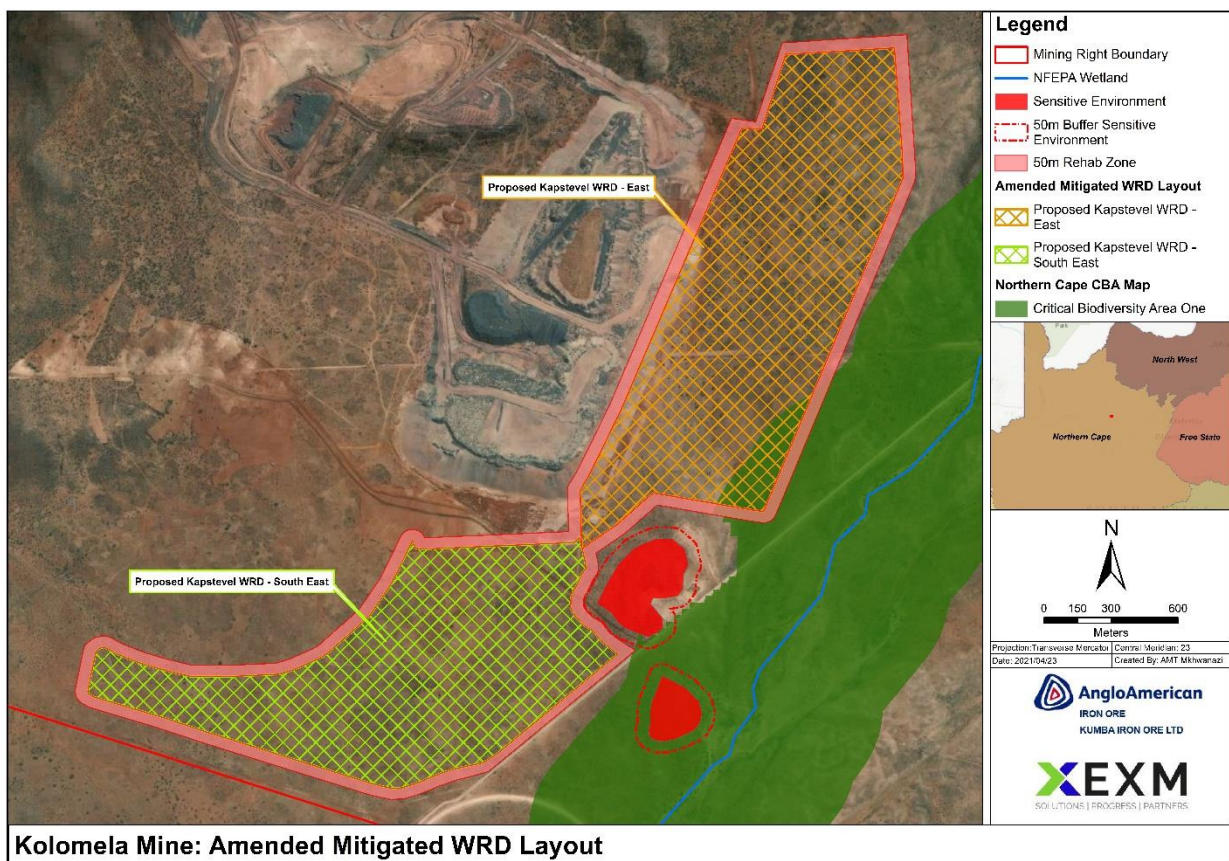 Legend
Mining Right Boundary
NFEPA Wetland
Sensitive Environment
50m Buffer Sensitive
Environment
50m Rehab Zone
Amended Mitigated WRD Layout
Proposed Kapstevel WRD -
East
Proposed Kapstevel WRD -
South East
Northern Cape CBA Map
Critical Biodiversity Area One
Proposed Kapstevel WRD - East
Proposed Kapstevel WRD - South East
North West
Northern Cape
Free State
N
0 150 300 600
Meters
Projection:Transverse Mercator Central Meridian: 23
Date: 2021/04/23 Created By: AMT Mkhwanazi
AngloAmerican
IRON ORE
KUMBA IRON ORE LTD
EXM
SOLUTIONS | PROGRESS | PARTNERS
Kolomela Mine: Amended Mitigated WRD Layout